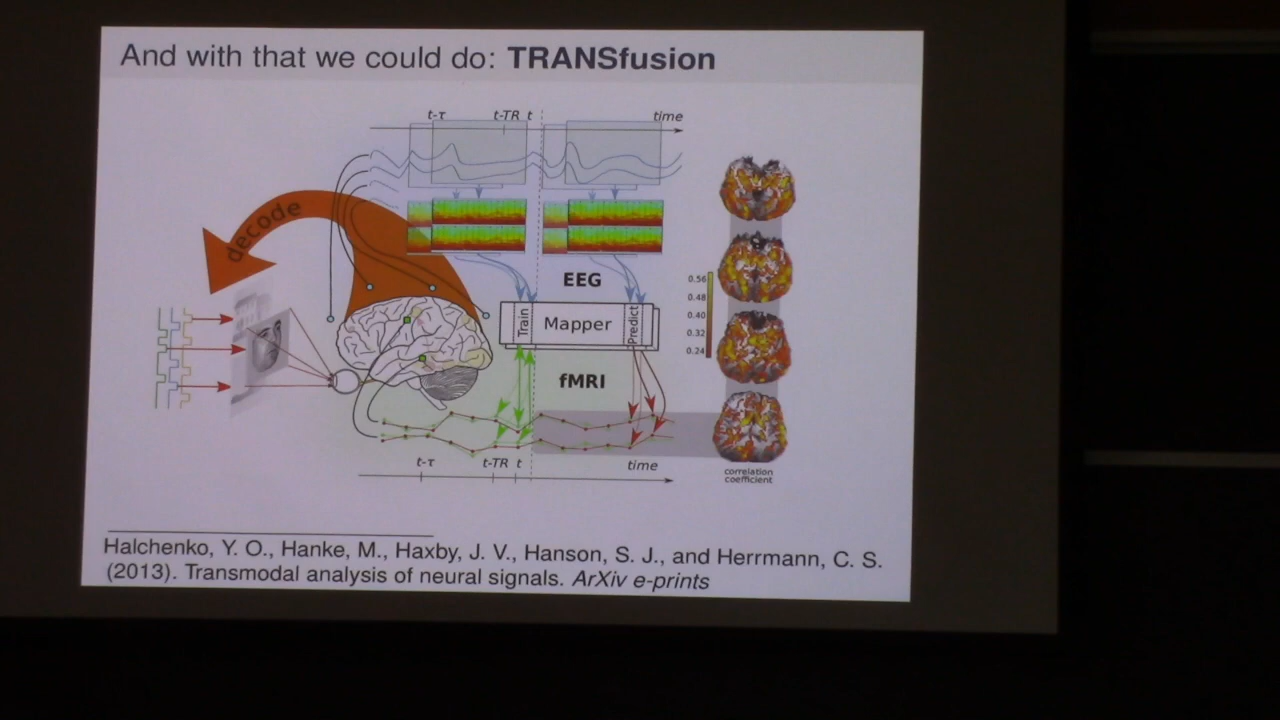 And with that we could do: TRANSfusion
t-τ t-TR t time
decode
EEG
0.56
0.48
0.40
0.32
0.24
Train Mapper Predict
fMRI
t-τ t-TR t time
correlation
coefficient
Halchenko, Y. O., Hanke, M., Haxby, J. V., Hanson, S. J., and Herrmann, C. S.
(2013). Transmodal analysis of neural signals. ArXiv e-prints